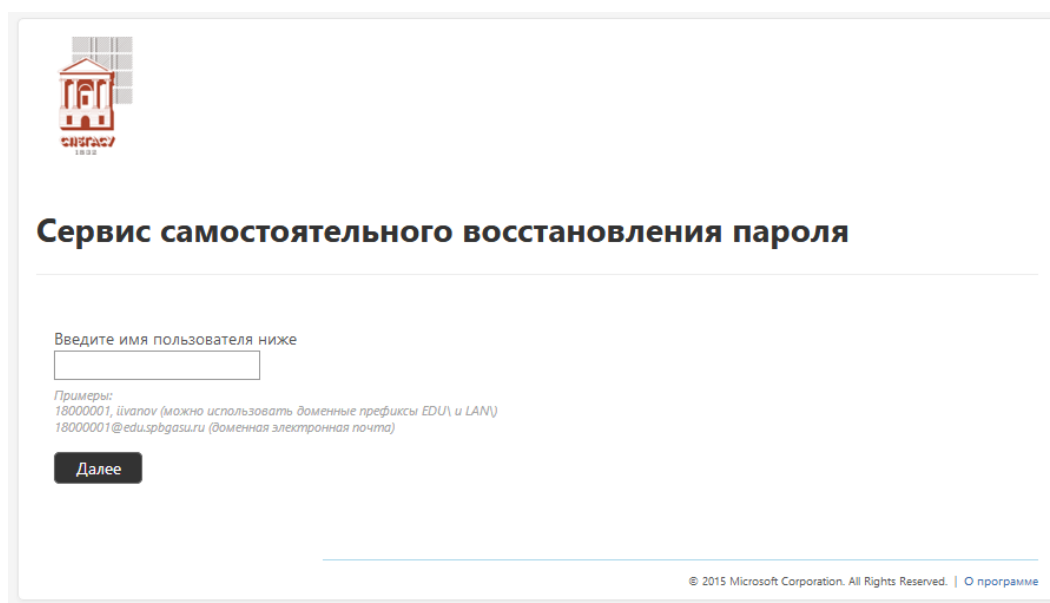 СПбГАСУ
1832
Сервис самостоятельного восстановления пароля
Введите имя пользователя ниже
Примеры:
18000001, iivanov (можно использовать доменные префиксы EDU\ и LAN\)
18000001@edu.spbgasu.ru (доменная электронная почта)
Далее
© 2015 Microsoft Corporation. All Rights Reserved. | О программе